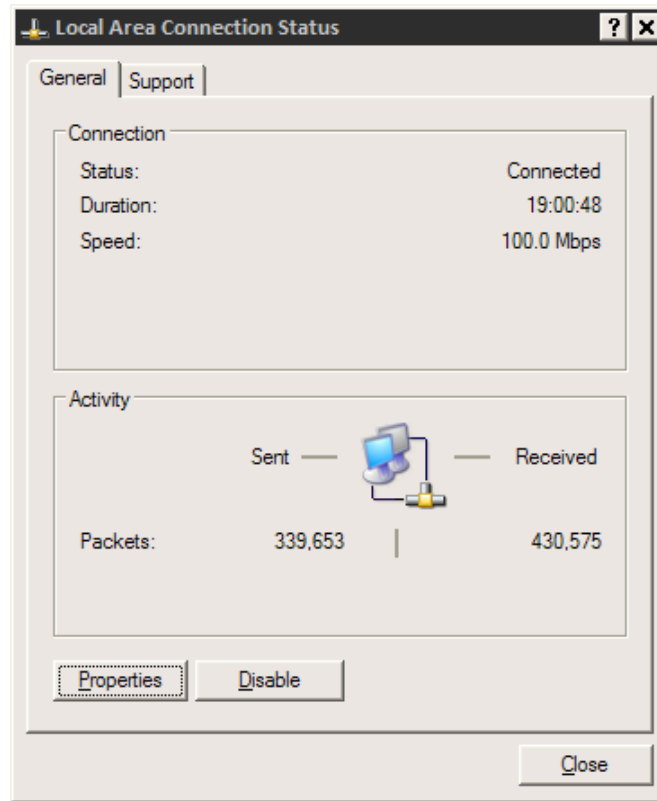 Local Area Connection Status
General Support
Connection
Status: Connected
Duration: 19:00:48
Speed: 100.0 Mbps
Activity
Sent Received
Packets: 339,653 430,575
Properties Disable
Close